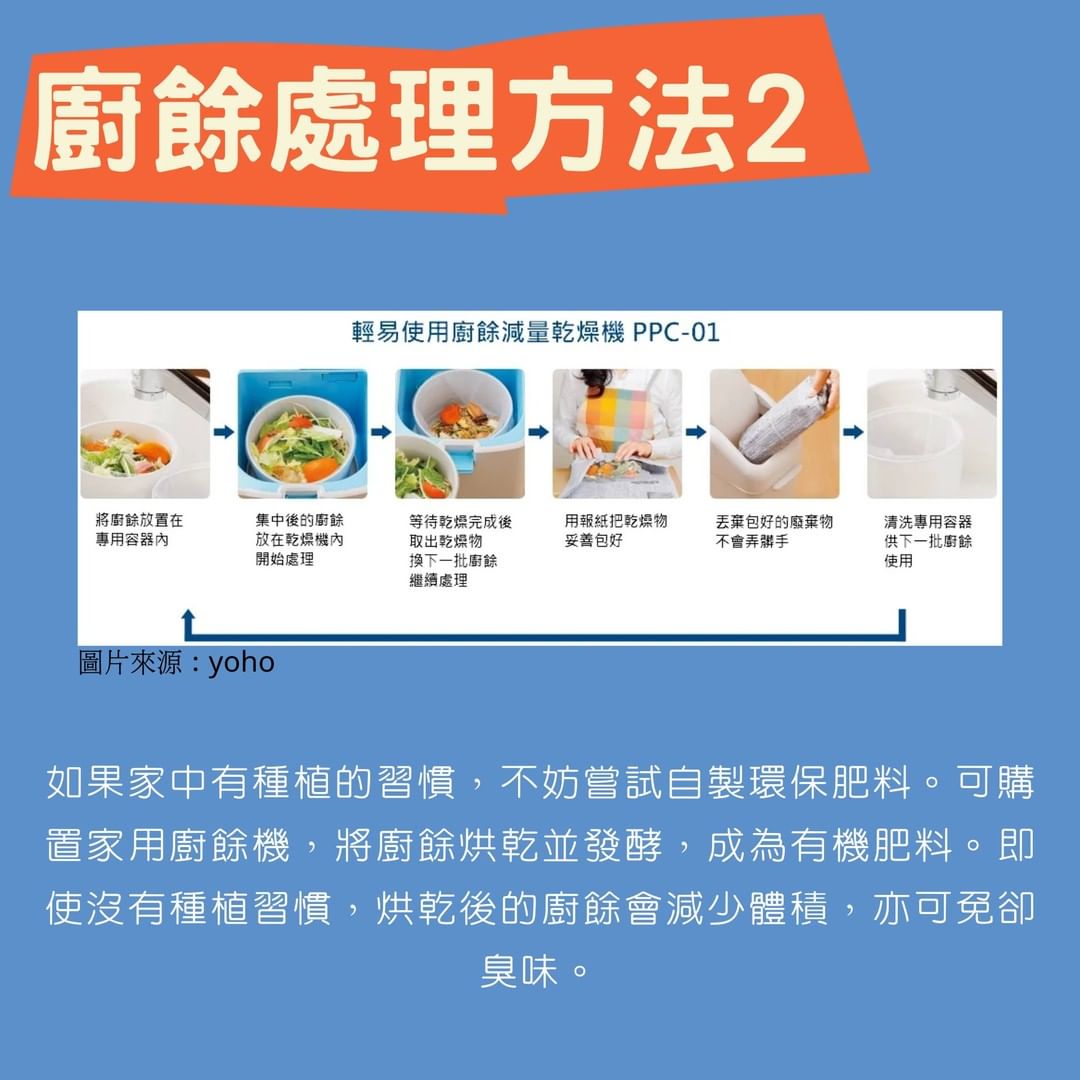 廚餘處理方法2
輕易使用廚餘減量乾燥機 PPC-01
將廚餘放置在
專用容器內
集中後的廚餘
放在乾燥機內
開始處理
等待乾燥完成後
取出乾燥物
換下一批廚餘
繼續處理
用報紙把乾燥物
妥善包好
丟棄包好的廢棄物
不會弄髒手
清洗專用容器
供下一批廚餘
使用
圖片來源：yoho
如果家中有種植的習慣，不妨嘗試自製環保肥料。可購
置家用廚餘機，將廚餘烘乾並發酵，成為有機肥料。即
使沒有種植習慣，烘乾後的廚餘會減少體積，亦可免卻
臭味。